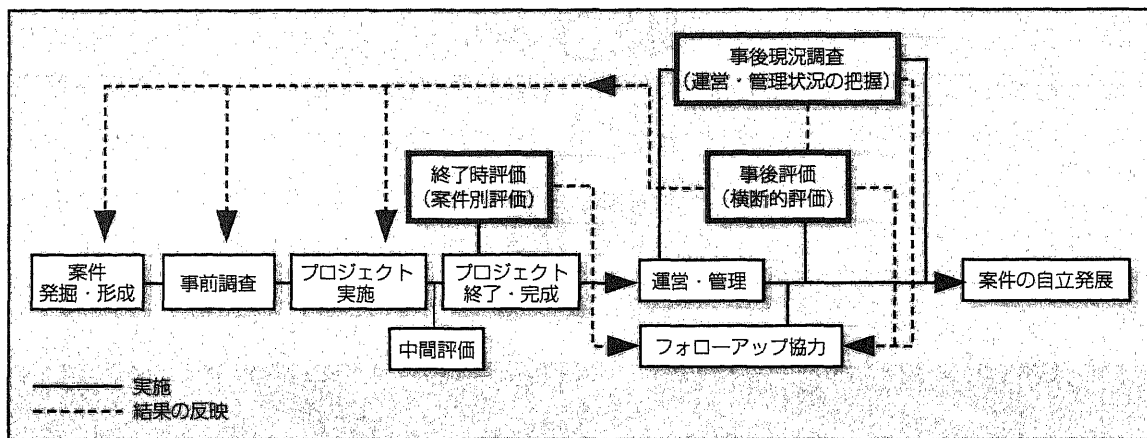 事後現況調査
(運営・管理状況の把握)
終了時評価
(案件別評価)
事後評価
(横断的評価)
案件
発掘・形成
事前調査
プロジェクト
実施
プロジェクト
終了・完成
運営・管理
案件の自立発展
中間評価
フォローアップ協力
実施
結果の反映